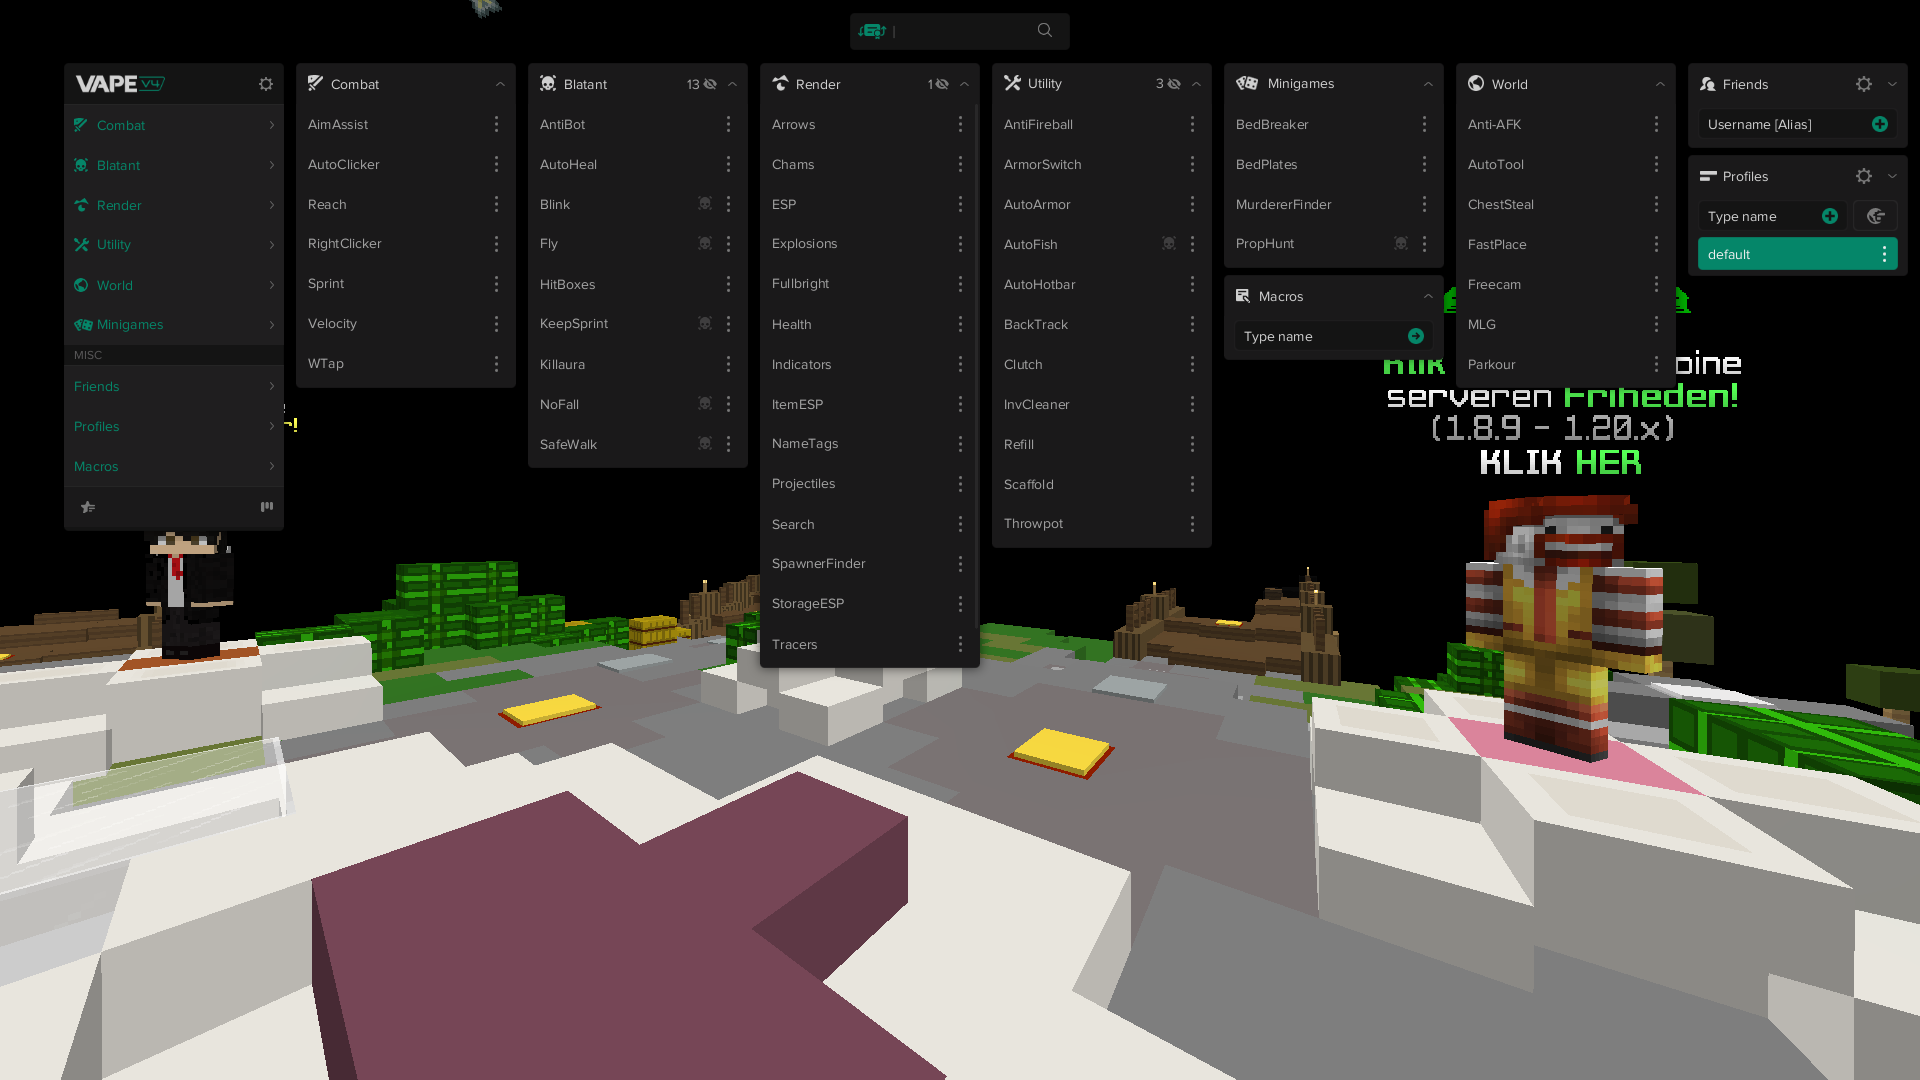 VAPE V4
Combat
Blatant
Render
Utility
World
Minigames
MISC
Friends
Profiles
Macros
Combat
AimAssist
AutoClicker
Reach
RightClicker
Sprint
Velocity
WTap
Blatant 13
AntiBot
AutoHeal
Blink
Fly
HitBoxes
KeepSprint
Killaura
NoFall
SafeWalk
Render 1
Arrows
Chams
ESP
Explosions
Fullbright
Health
Indicators
ItemESP
NameTags
Projectiles
Search
SpawnerFinder
StorageESP
Tracers
Utility 3
AntiFireball
ArmorSwitch
AutoArmor
AutoFish
AutoHotbar
BackTrack
Clutch
InvCleaner
Refill
Scaffold
Throwpot
Minigames
BedBreaker
BedPlates
MurdererFinder
PropHunt
Macros
Type name
World
Anti-AFK
AutoTool
ChestSteal
FastPlace
Freecam
MLG
Parkour
Friends
Username [Alias]
Profiles
Type name
default
serveren Friheden!
(1.8.9 - 1.20.x)
KLIK HER